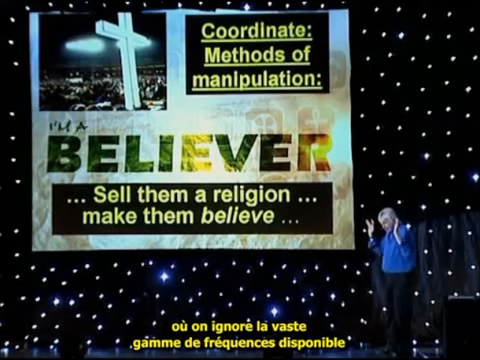 Coordinate:
Methods of
manipulation:
I'M A
BELIEVER
... Sell them a religion ...
make them believe ...
où on ignore la vaste
gamme de fréquences disponible